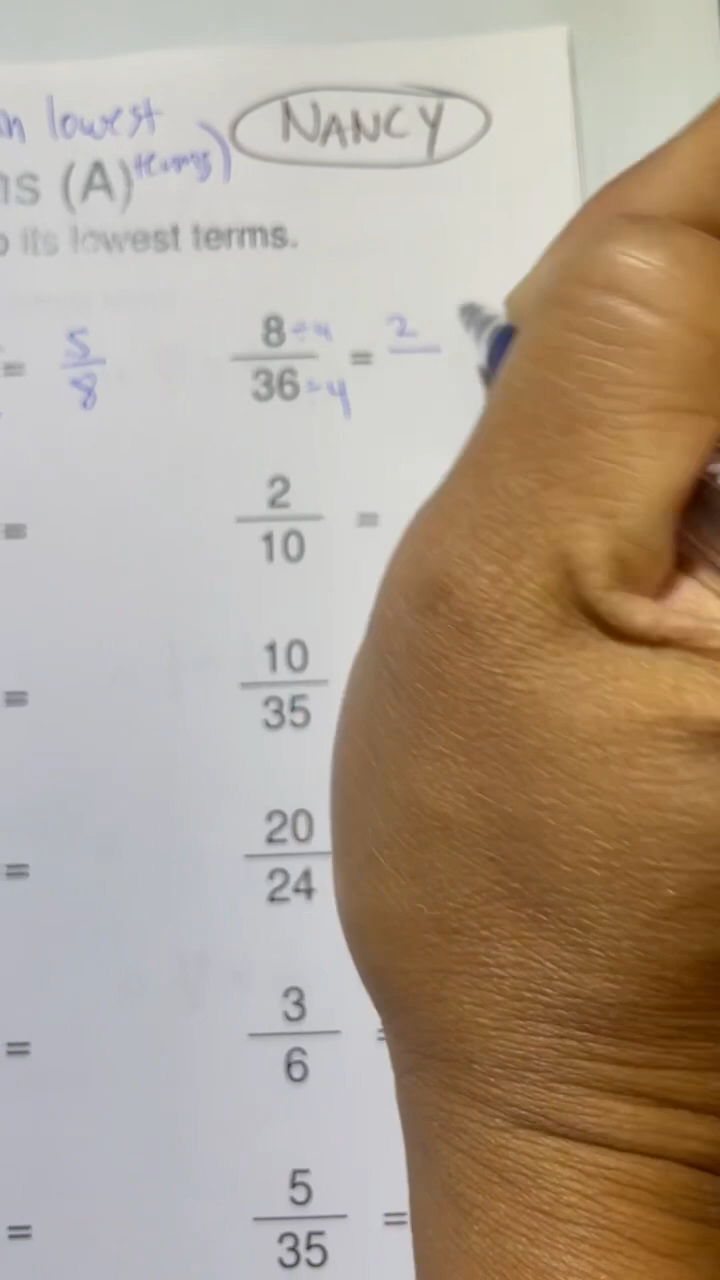 n lowest
NANCY
ns (A) terms)
o its lowest terms.
= 5/8
8 ÷ 4 / 36 ÷ 4 = 2/
= 2/10 =
= 10/35
= 20/24
= 3/6 =
= 5/35 =